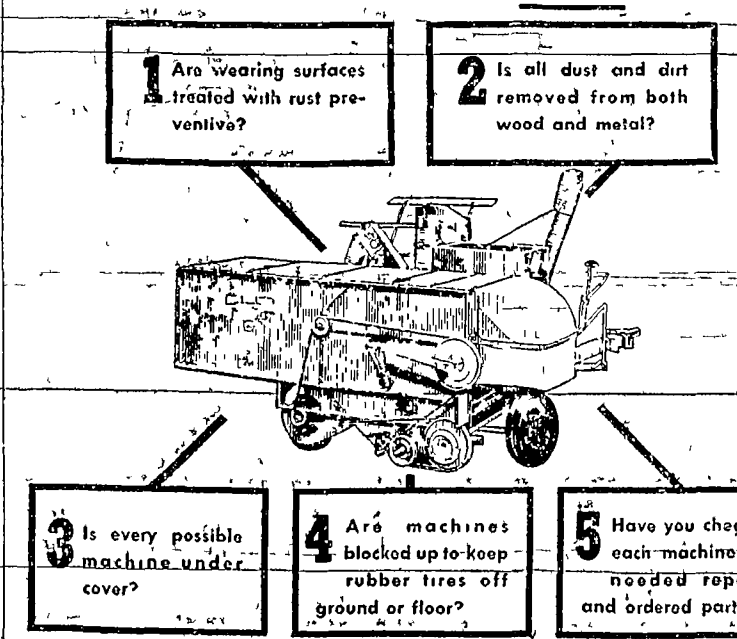 1 Are wearing surfaces
treated with rust pre-
ventive?
2 Is all dust and dirt
removed from both
wood and metal?
3 Is every possible
machine under
cover?
4 Are machines
blocked up to keep
rubber tires off
ground or floor?
5 Have you
each machine
needed
and ordered